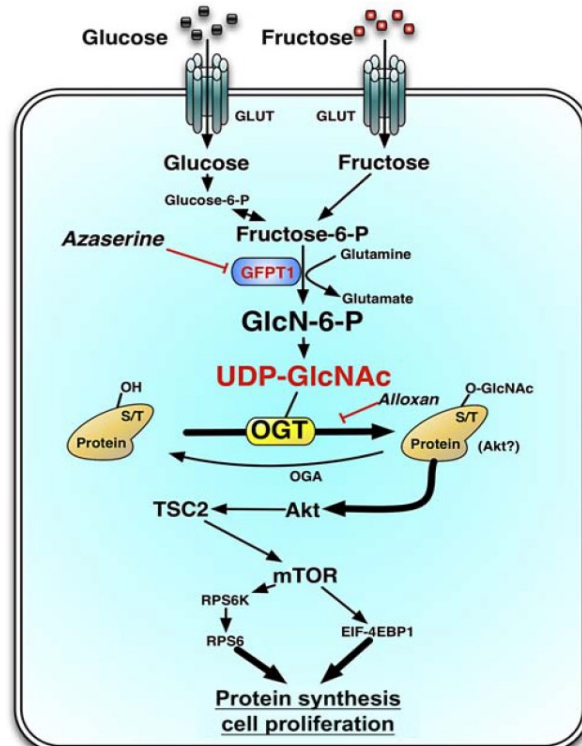 Glucose
Fructose
GLUT
GLUT
Glucose
Fructose
Glucose-6-P
Fructose-6-P
Azaserine
Glutamine
GFPT1
Glutamate
GlcN-6-P
UDP-GlcNAc
OH
O-GlcNAc
Alloxan
S/T
S/T
OGT
Protein
Protein
(Akt?)
OGA
TSC2
Akt
mTOR
RPS6K
EIF-4EBP1
RPS6
Protein synthesis
cell proliferation